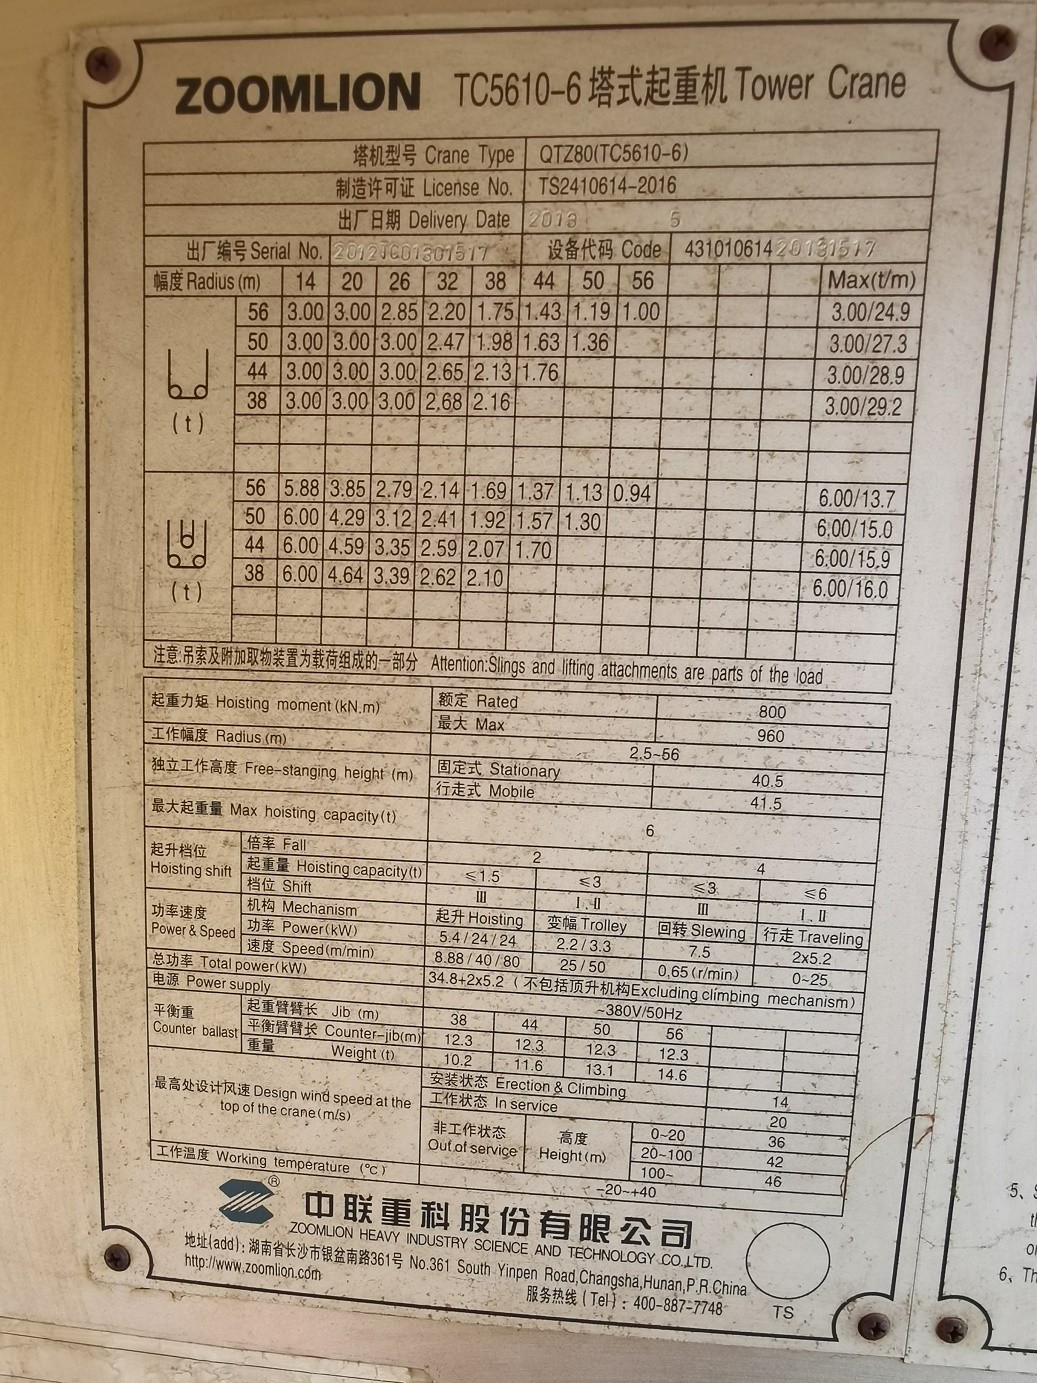 ZOOMLION TC5610-6 塔式起重机 Tower Crane
塔机型号 Crane Type QTZ80(TC5610-6)
制造许可证 License No. TS2410614-2016
出厂日期 Delivery Date 2013 5
出厂编号 Serial No. 2012JC01301517 设备代码 Code 43101061420131517
幅度 Radius (m) 14 20 26 32 38 44 50 56 Max(t/m)
56 3.00 3.00 2.85 2.20 1.75 1.43 1.19 1.00 3.00/24.9
50 3.00 3.00 3.00 2.47 1.98 1.63 1.36 3.00/27.3
44 3.00 3.00 3.00 2.65 2.13 1.76 3.00/28.9
38 3.00 3.00 3.00 2.68 2.16 3.00/29.2
(t)
56 5.88 3.85 2.79 2.14 1.69 1.37 1.13 0.94 6.00/13.7
50 6.00 4.29 3.12 2.41 1.92 1.57 1.30 6.00/15.0
44 6.00 4.59 3.35 2.59 2.07 1.70 6.00/15.9
38 6.00 4.64 3.39 2.62 2.10 6.00/16.0
(t)
注意:吊索及附加取物装置为载荷组成的一部分 Attention:Slings and lifting attachments are parts of the load
起重力矩 Hoisting moment (kN.m) 额定 Rated 800
最大 Max 960
工作幅度 Radius (m) 2.5~56
独立工作高度 Free-stanging height (m) 固定式 Stationary 40.5
行走式 Mobile 41.5
最大起重量 Max hoisting capacity(t) 6
起升档位 Hoisting shift 倍率 Fall 2 4
起重量 Hoisting capacity(t) ≤1.5 ≤3 ≤3 ≤6
档位 Shift Ⅲ Ⅰ.Ⅱ Ⅲ Ⅰ.Ⅱ
功率速度 Power & Speed 机构 Mechanism 起升 Hoisting 变幅 Trolley 回转 Slewing 行走 Traveling
功率 Power(kW) 5.4/24/24 2.2/3.3 7.5 2x5.2
速度 Speed(m/min) 8.88/40/80 25/50 0.65 (r/min) 0~25
总功率 Total power(kW) 34.8+2x5.2 (不包括顶升机构Excluding climbing mechanism)
电源 Power supply ~380V/50Hz
平衡重 Counter ballast 起重臂臂长 Jib (m) 38 44 50 56
平衡臂臂长 Counter-jib(m) 12.3 12.3 12.3 12.3
重量 Weight (t) 10.2 11.6 13.1 14.6
最高处设计风速 Design wind speed at the top of the crane(m/s) 安装状态 Erection & Climbing 14
工作状态 In service 20
非工作状态 Out of service 高度 Height(m) 0~20 36
20~100 42
100~ 46
工作温度 Working temperature (℃) -20~+40
® 中联重科股份有限公司
ZOOMLION HEAVY INDUSTRY SCIENCE AND TECHNOLOGY CO.,LTD.
地址(add): 湖南省长沙市银盆南路361号 No.361 South Yinpen Road,Changsha,Hunan,P.R.China
http://www.zoomlion.com 服务热线 (Tel): 400-887-7748
TS
5、
6、Th